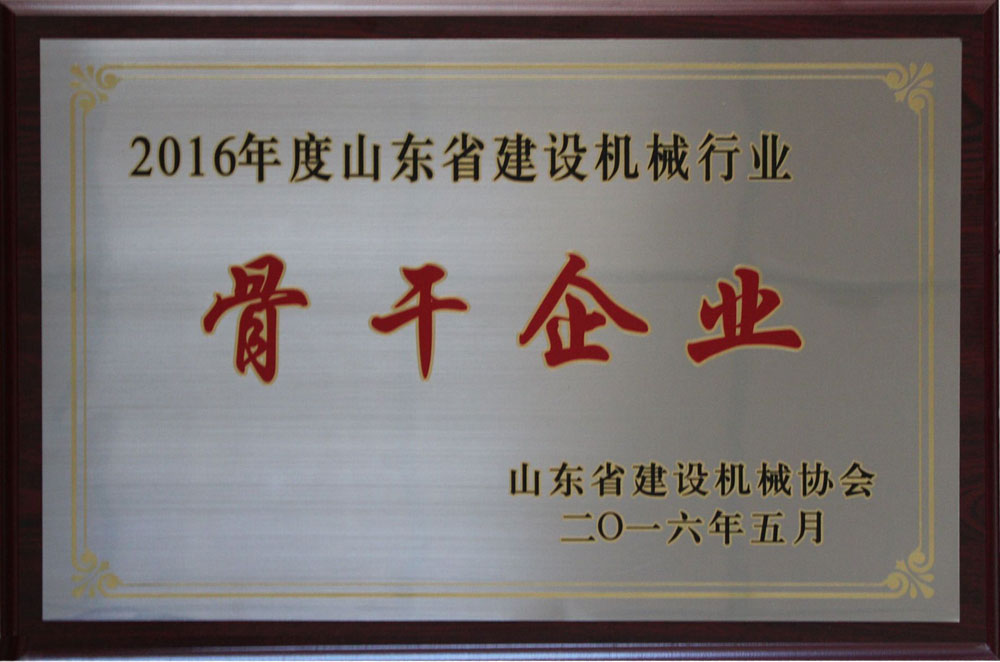 2016年度山东省建设机械行业
骨干企业
山东省建设机械协会
二〇一六年五月